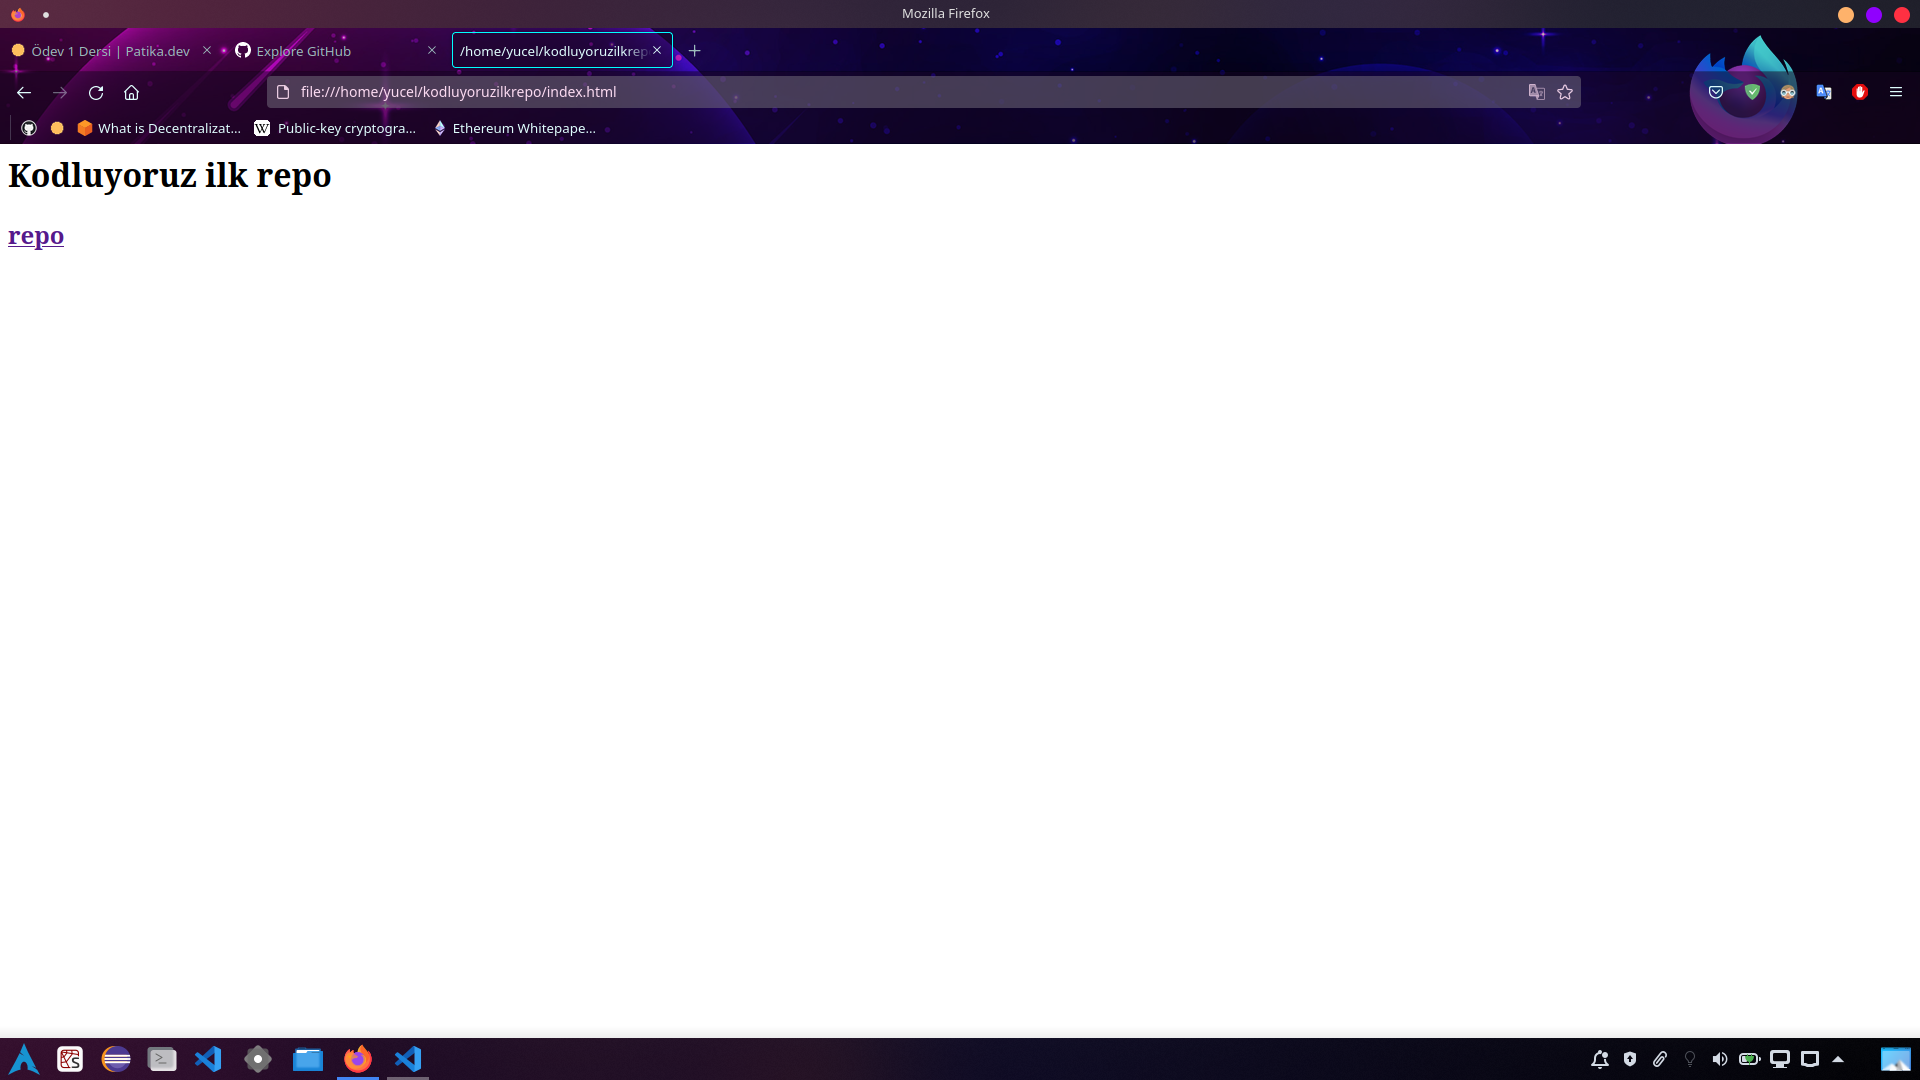 Mozilla Firefox
Ödev 1 Dersi | Patika.dev
Explore GitHub
/home/yucel/kodluyoruzilkrep
file:///home/yucel/kodluyoruzilkrepo/index.html
What is Decentralizat...
W Public-key cryptogra...
Ethereum Whitepape...
Kodluyoruz ilk repo
repo